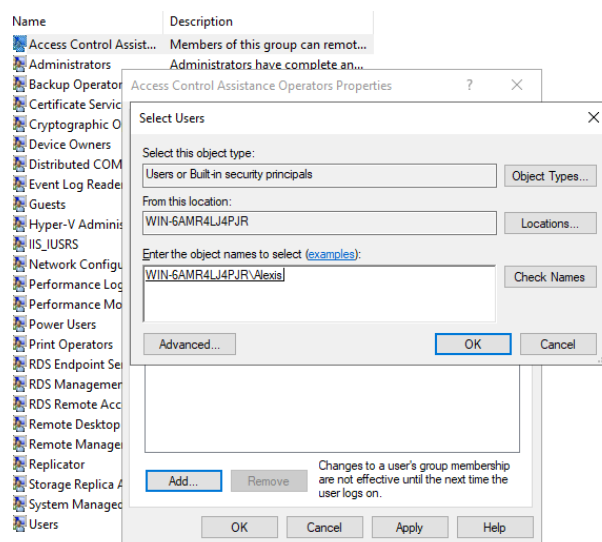 Name Description
Access Control Assist... Members of this group can remot...
Administrators Administrators have complete an...
Backup Operator
Certificate Servic
Cryptographic O
Device Owners
Distributed COM
Event Log Reader
Guests
Hyper-V Adminis
IIS_IUSRS
Network Configu
Performance Log
Performance Mo
Power Users
Print Operators
RDS Endpoint Ser
RDS Managemer
RDS Remote Acc
Remote Desktop
Remote Manager
Replicator
Storage Replica A
System Managed
Users
Access Control Assistance Operators Properties ? ×
Select Users ×
Select this object type:
Users or Built-in security principals Object Types...
From this location:
WIN-6AMR4LJ4PJR Locations...
Enter the object names to select (examples):
WIN-6AMR4LJ4PJR\Alexis Check Names
Advanced... OK Cancel
Add... Remove Changes to a user's group membership
are not effective until the next time the
user logs on.
OK Cancel Apply Help